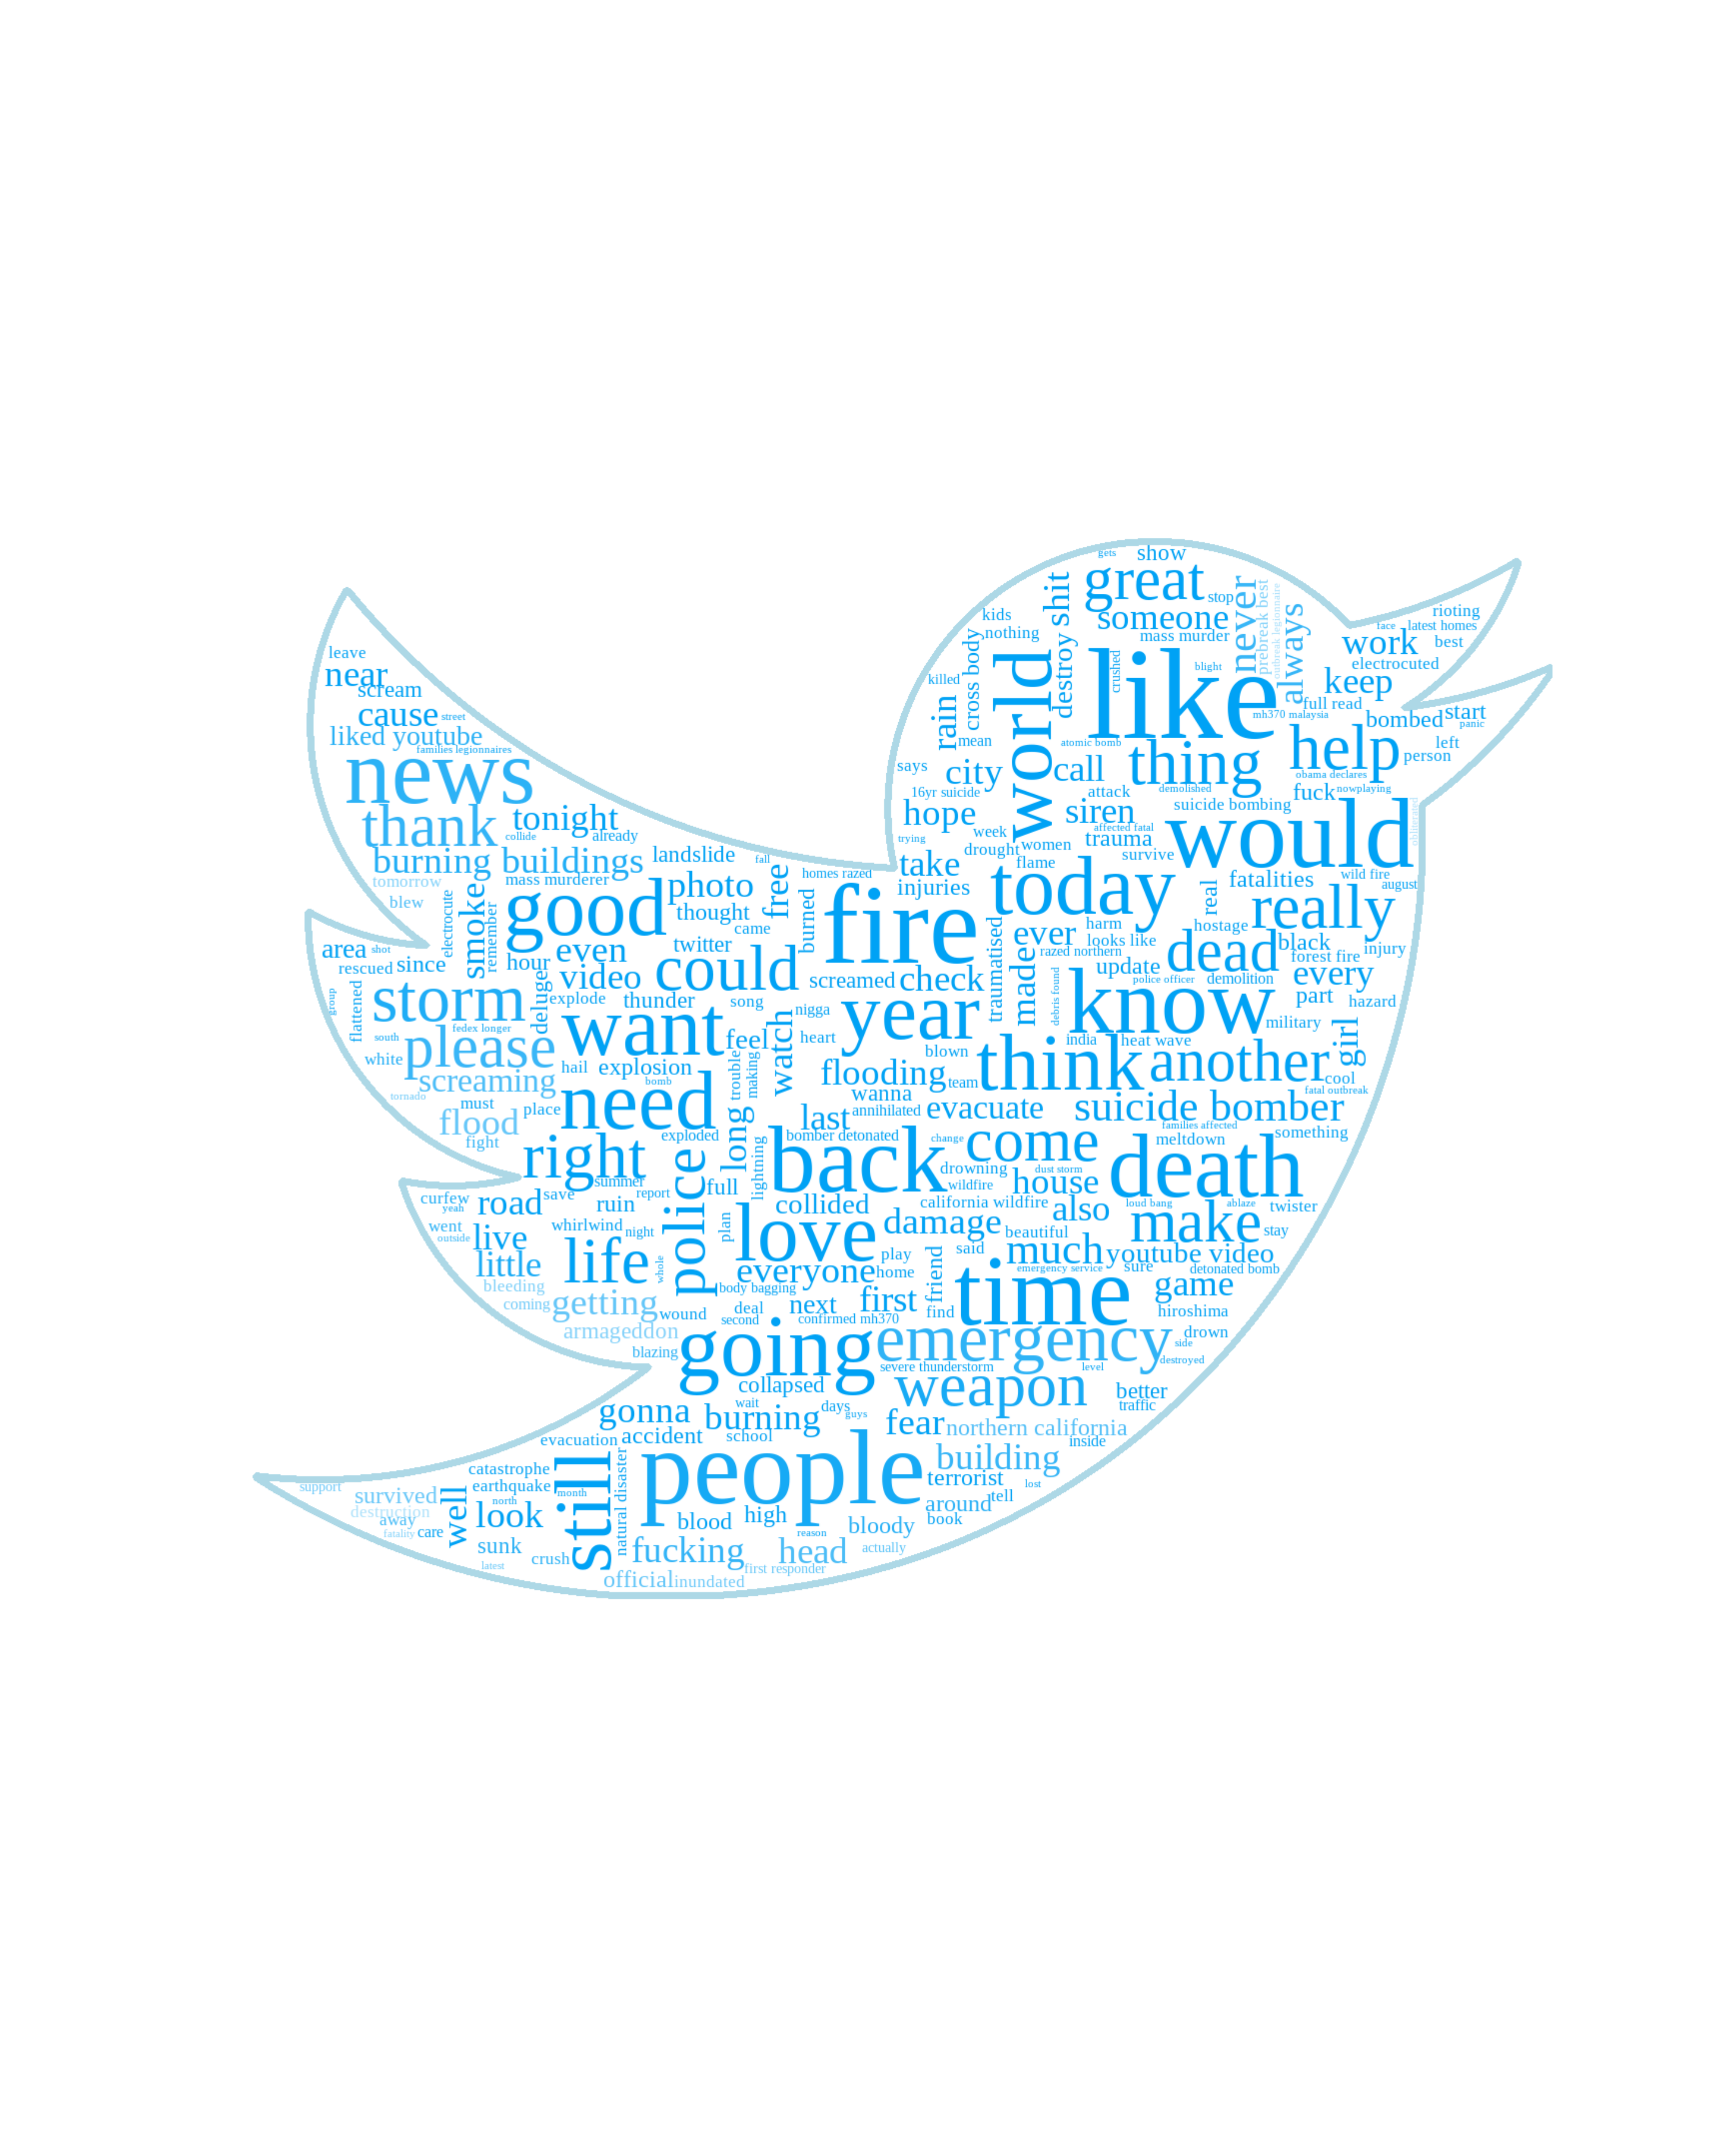 gets
show
great
stop
someone
mass murder
shit
never
prebreak best
outbreak legionnaire
always
kids
nothing
rioting
face
latest homes
work
best
electrocuted
leave
near
scream
cause
street
liked youtube
families legionnaires
news
thank
tonight
collide
already
burning buildings
landslide
fall
tomorrow
mass murderer
blew
killed
cross body
rain
mean
world
destroy
crushed
blight
like
keep
full read
mh370 malaysia
bombed
start
panic
atomic bomb
says
city
call
thing
help
left
person
obama declares
16yr suicide
attack
demolished
fuck
nowplaying
hope
siren
suicide bombing
trying
week
affected fatal
trauma
would
obliterated
drought
women
survive
take
flame
injuries
today
real
fatalities
wild fire
august
homes razed
photo
free
burned
good
thought
came
fire
really
electrocute
smoke
remember
area
shot
rescued
since
hour
even
twitter
video
could
screamed
check
traumatised
ever
harm
looks like
hostage
made
razed northern
dead
black
forest fire
injury
update
police officer
demolition
every
group
flattened
storm
deluge
explode
thunder
song
nigga
year
debris found
know
part
hazard
military
south
fedex longer
white
please
want
feel
watch
heart
blown
india
heat wave
girl
hail
explosion
bomb
trouble
making
flooding
team
think
another
cool
fatal outbreak
screaming
tornado
must
place
need
wanna
last
annihilated
evacuate
suicide bomber
families affected
something
flood
fight
exploded
long
bomber detonated
change
come
meltdown
right
lightning
back
drowning
dust storm
death
summer
report
full
wildfire
house
curfew
yeah
road
save
ruin
police
collided
california wildfire
also
loud bang
ablaze
twister
went
outside
live
whirlwind
night
plan
love
damage
beautiful
make
stay
little
life
whole
everyone
play
home
said
much
youtube video
emergency service
sure
detonated bomb
bleeding
coming
getting
wound
body bagging
deal
second
next
confirmed mh370
first
friend
find
time
game
hiroshima
armageddon
blazing
going
emergency
drown
side
destroyed
severe thunderstorm
level
collapsed
weapon
better
traffic
wait
days
guys
gonna
burning
fear
northern california
evacuation
accident
school
inside
building
catastrophe
earthquake
still
natural disaster
people
terrorist
lost
support
survived
destruction
away
fatality
care
well
north
look
month
blood
high
reason
bloody
around
tell
book
sunk
crush
latest
fucking
head
actually
first responder
official
inundated